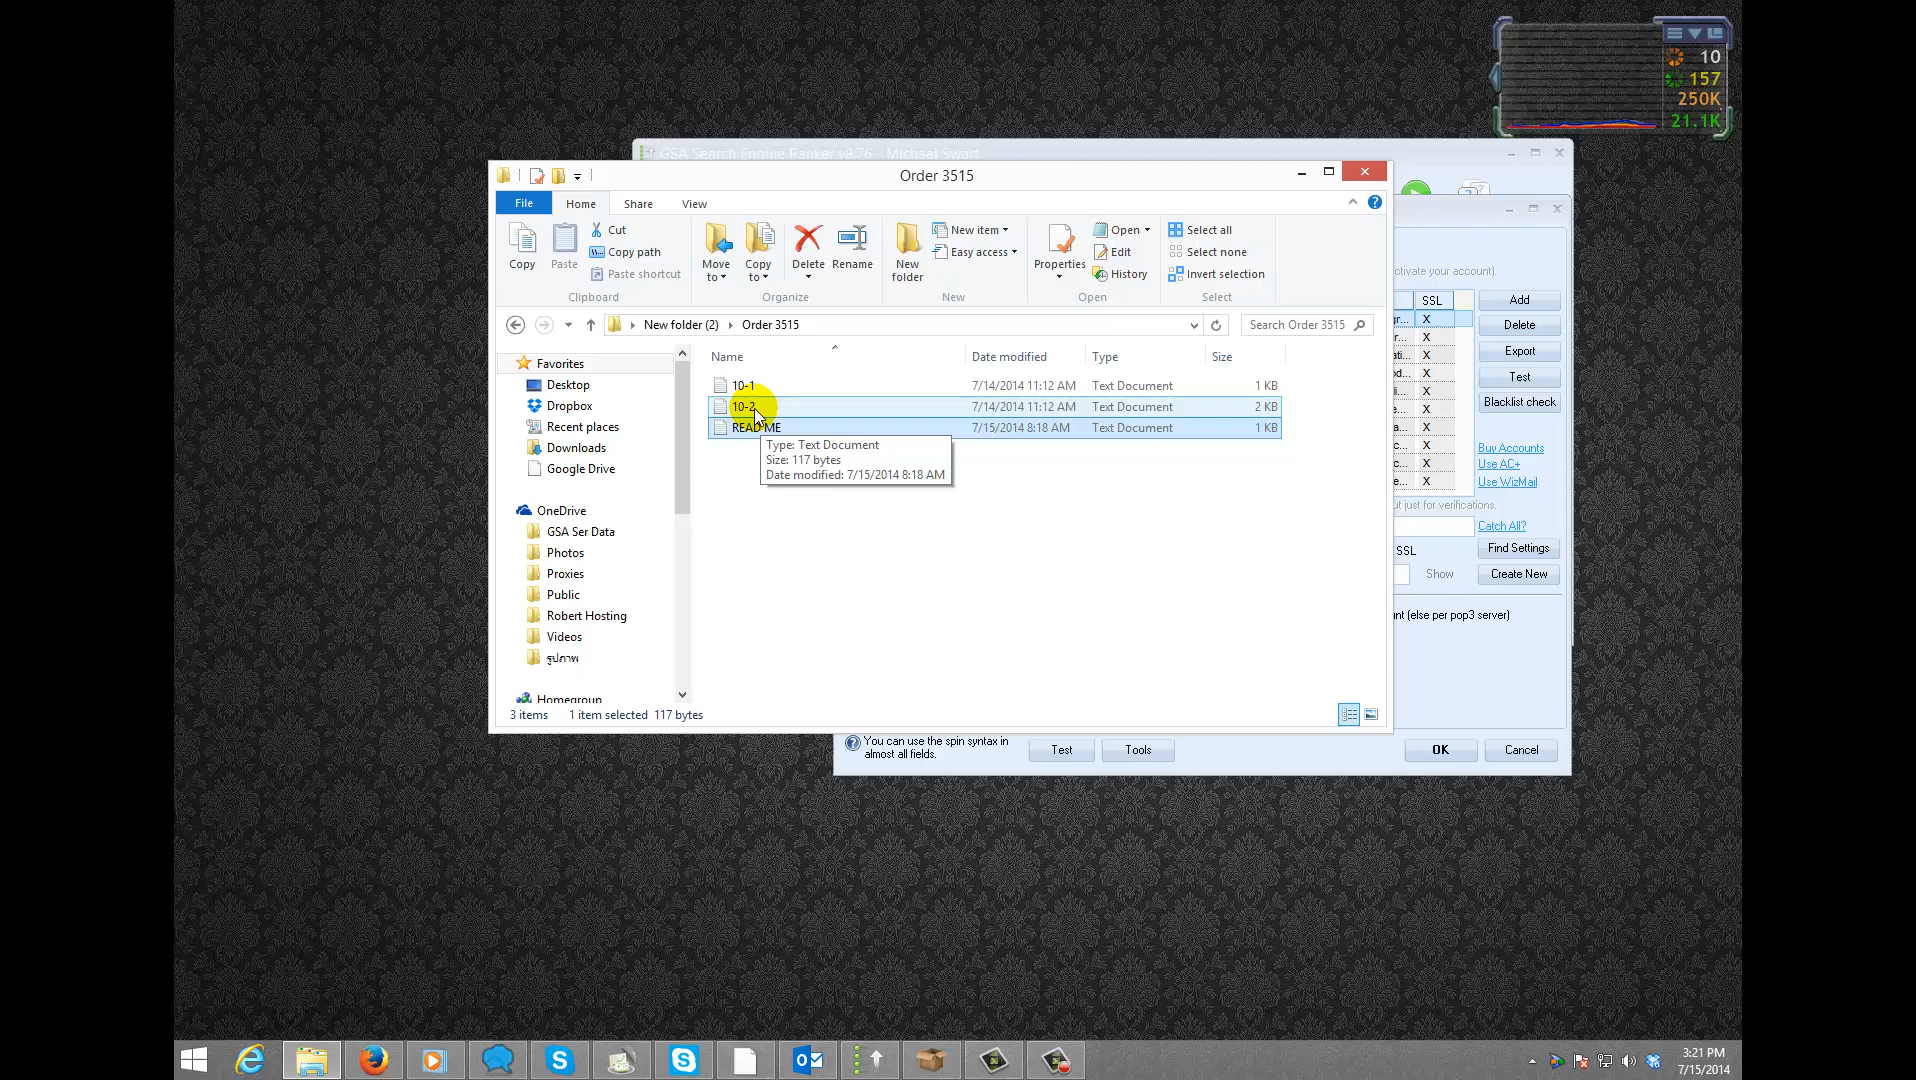 10
157
250K
21.1K
GSA Search Engine Ranker v8.76 - Michael Swart
Order 3515
File Home Share View
Copy
Paste
Cut
Copy path
Paste shortcut
Clipboard
Move to
Copy to
Delete
Rename
Organize
New folder
New item
Easy access
New
Properties
Open
Edit
History
Open
Select all
Select none
Invert selection
Select
New folder (2) Order 3515
Search Order 3515
Name Date modified Type Size
10-1 7/14/2014 11:12 AM Text Document 1 KB
10-2 7/14/2014 11:12 AM Text Document 2 KB
READ ME 7/15/2014 8:18 AM Text Document 1 KB
Type: Text Document
Size: 117 bytes
Date modified: 7/15/2014 8:18 AM
Favorites
Desktop
Dropbox
Recent places
Downloads
Google Drive
OneDrive
GSA Ser Data
Photos
Proxies
Public
Robert Hosting
Videos
รูปภาพ
Homegroup
3 items 1 item selected 117 bytes
ctivate your account).
SSL
X
X
X
X
X
X
X
X
X
X
Add
Delete
Export
Test
Blacklist check
Buy Accounts
Use AC+
Use WizMail
ut just for verifications.
Catch All?
SSL
Find Settings
Show
Create New
nt (else per pop3 server)
You can use the spin syntax in
almost all fields.
Test
Tools
OK
Cancel
3:21 PM
7/15/2014